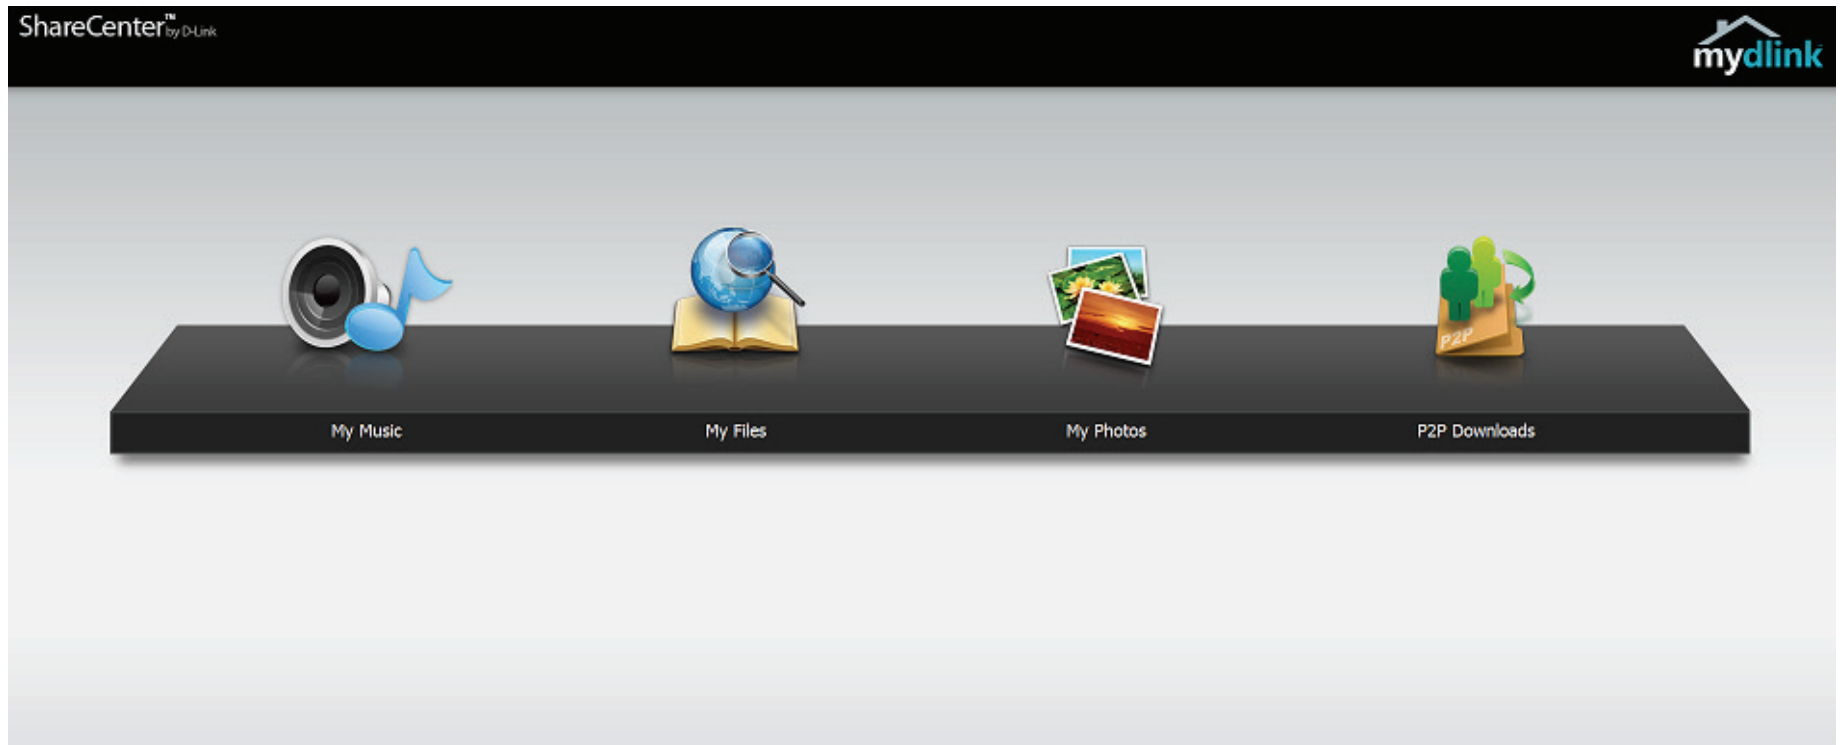 ShareCenter™ by D-Link
mydlink
P2P
My Music
My Files
My Photos
P2P Downloads